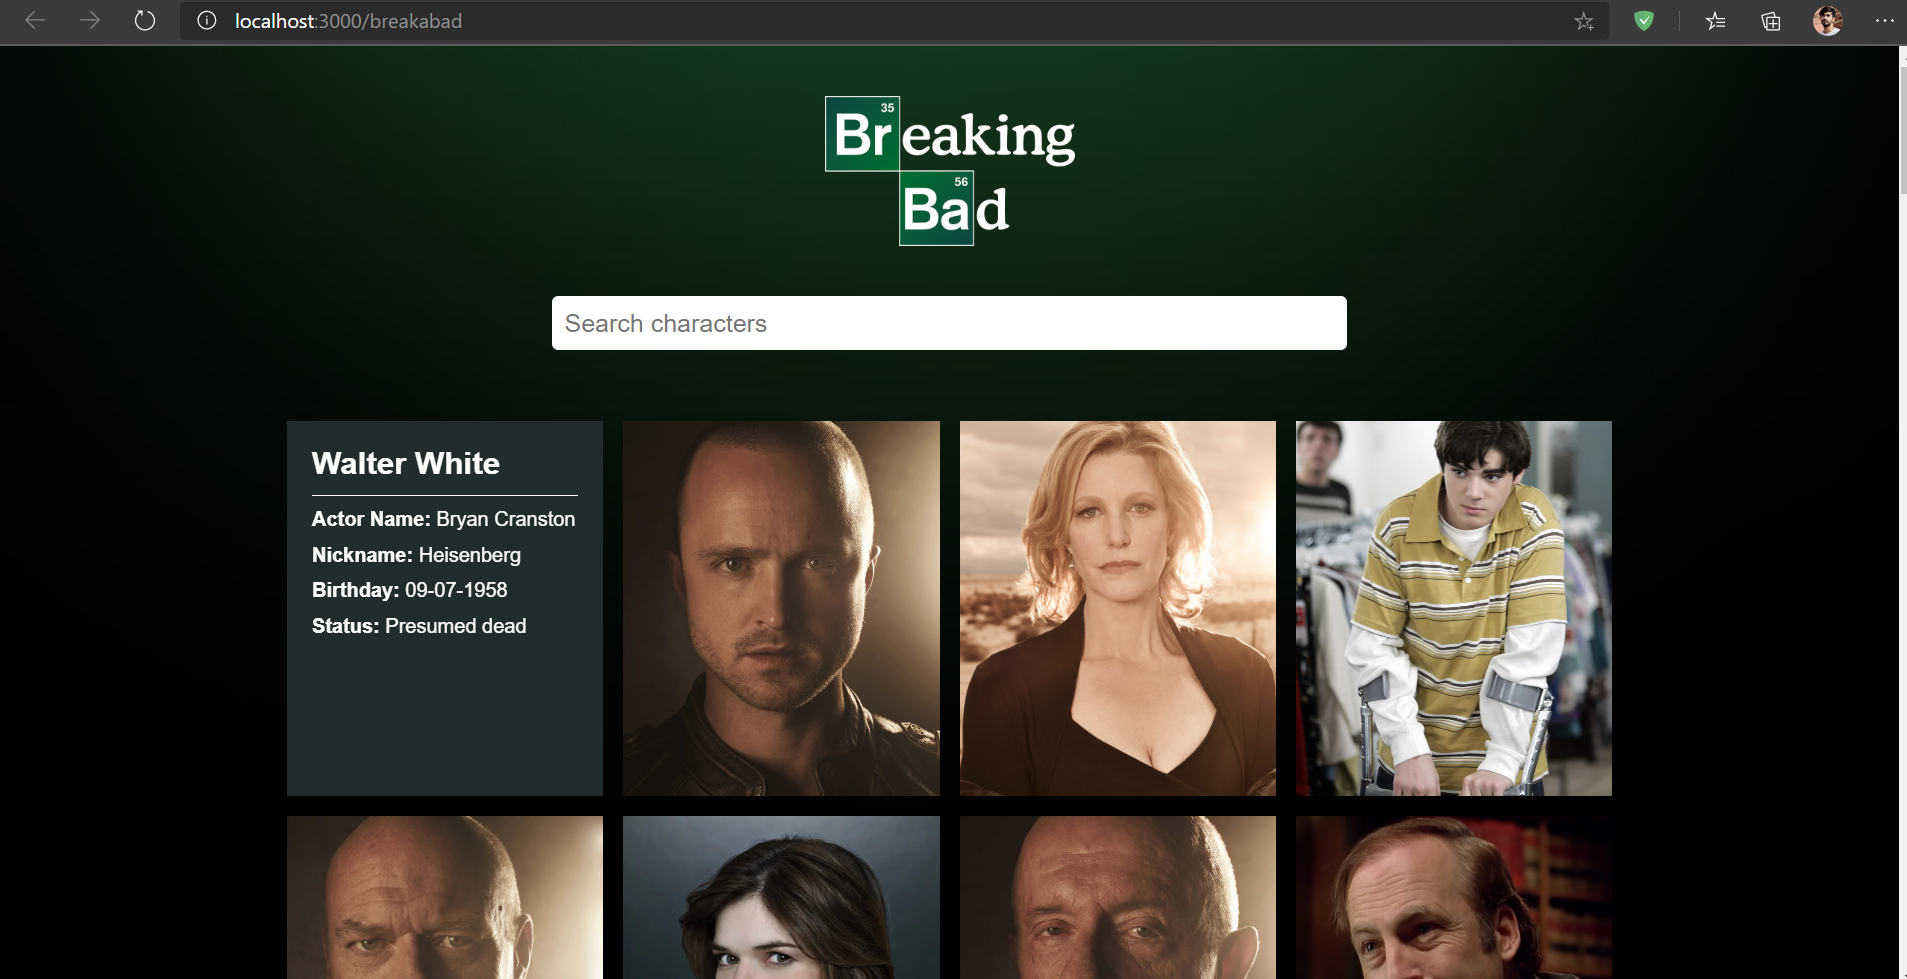 localhost:3000/breakabad
35
Breaking
56
Bad
Search characters
Walter White
Actor Name: Bryan Cranston
Nickname: Heisenberg
Birthday: 09-07-1958
Status: Presumed dead